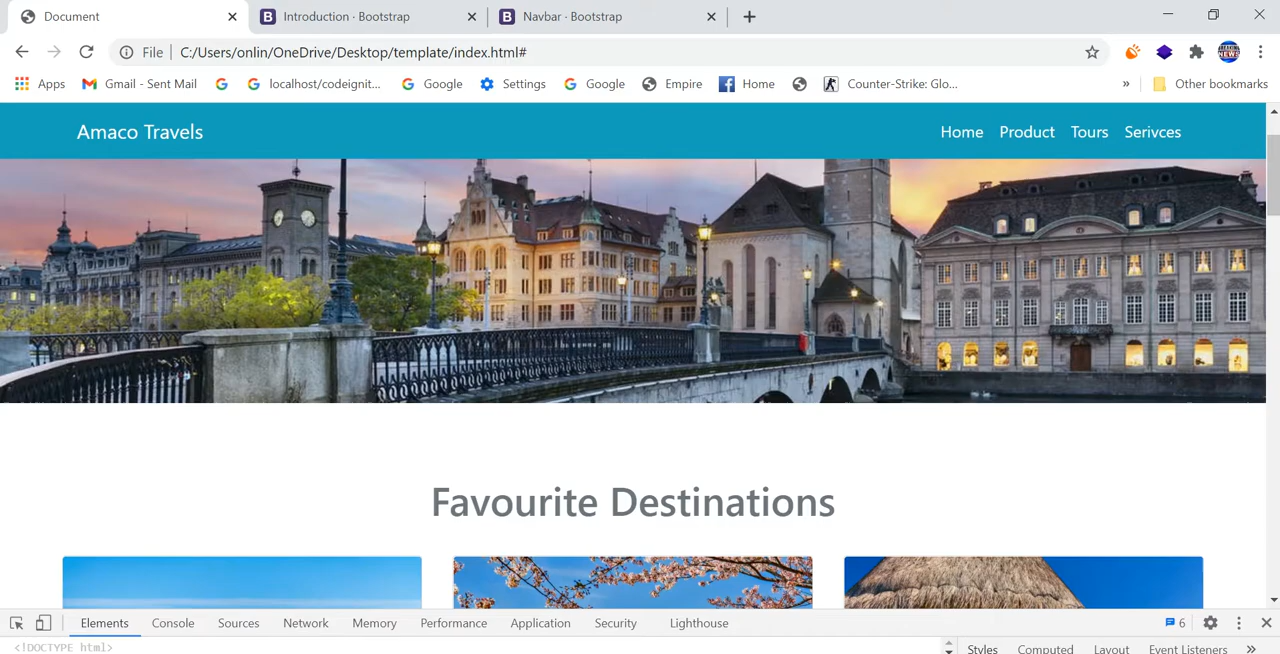 Document
Introduction · Bootstrap
Navbar · Bootstrap
File
C:/Users/onlin/OneDrive/Desktop/template/index.html#
Apps
Gmail - Sent Mail
localhost/codeignit...
Google
Settings
Google
Empire
Home
Counter-Strike: Glo...
»
Other bookmarks
Amaco Travels
Home Product Tours Serivces
Favourite Destinations
Elements Console Sources Network Memory Performance Application Security Lighthouse
6
<!DOCTYPE html>
Styles Computed Layout Event Listeners »